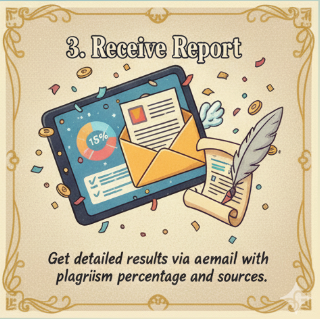 3. Receive Report
15%
Get detailed results via aemail with
plagriism percentage and sources.